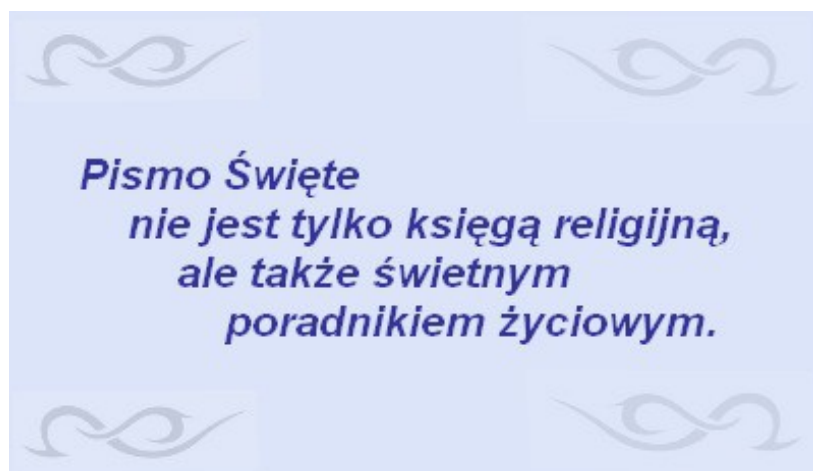 Pismo Święte
nie jest tylko księgą religijną,
ale także świetnym
poradnikiem życiowym.